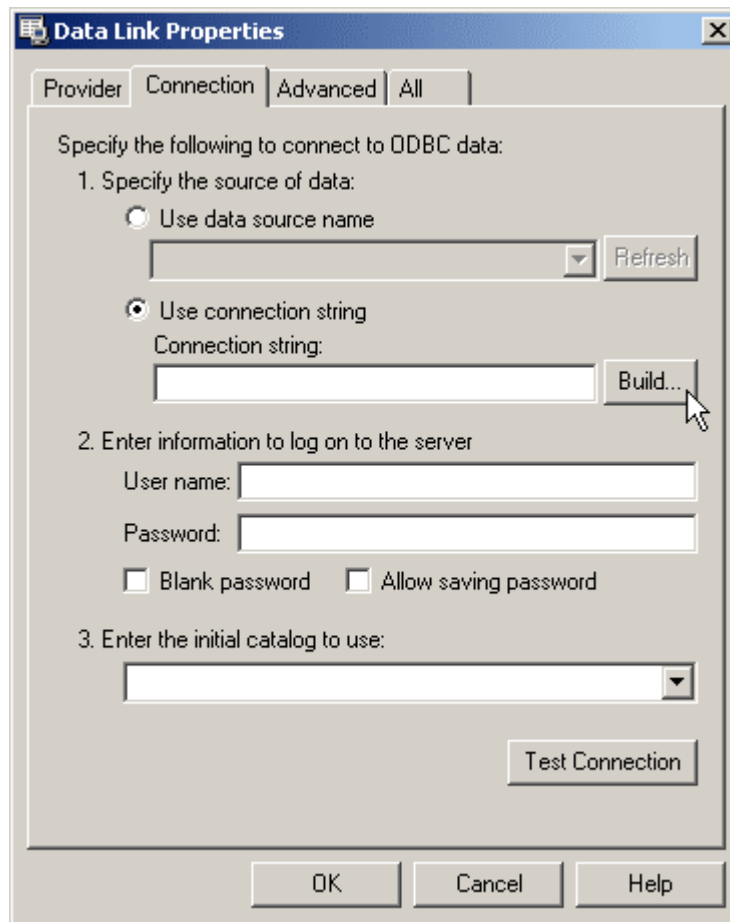 Data Link Properties
Provider Connection Advanced All
Specify the following to connect to ODBC data:
1. Specify the source of data:
Use data source name
Refresh
Use connection string
Connection string:
Build...
2. Enter information to log on to the server
User name:
Password:
Blank password Allow saving password
3. Enter the initial catalog to use:
Test Connection
OK Cancel Help